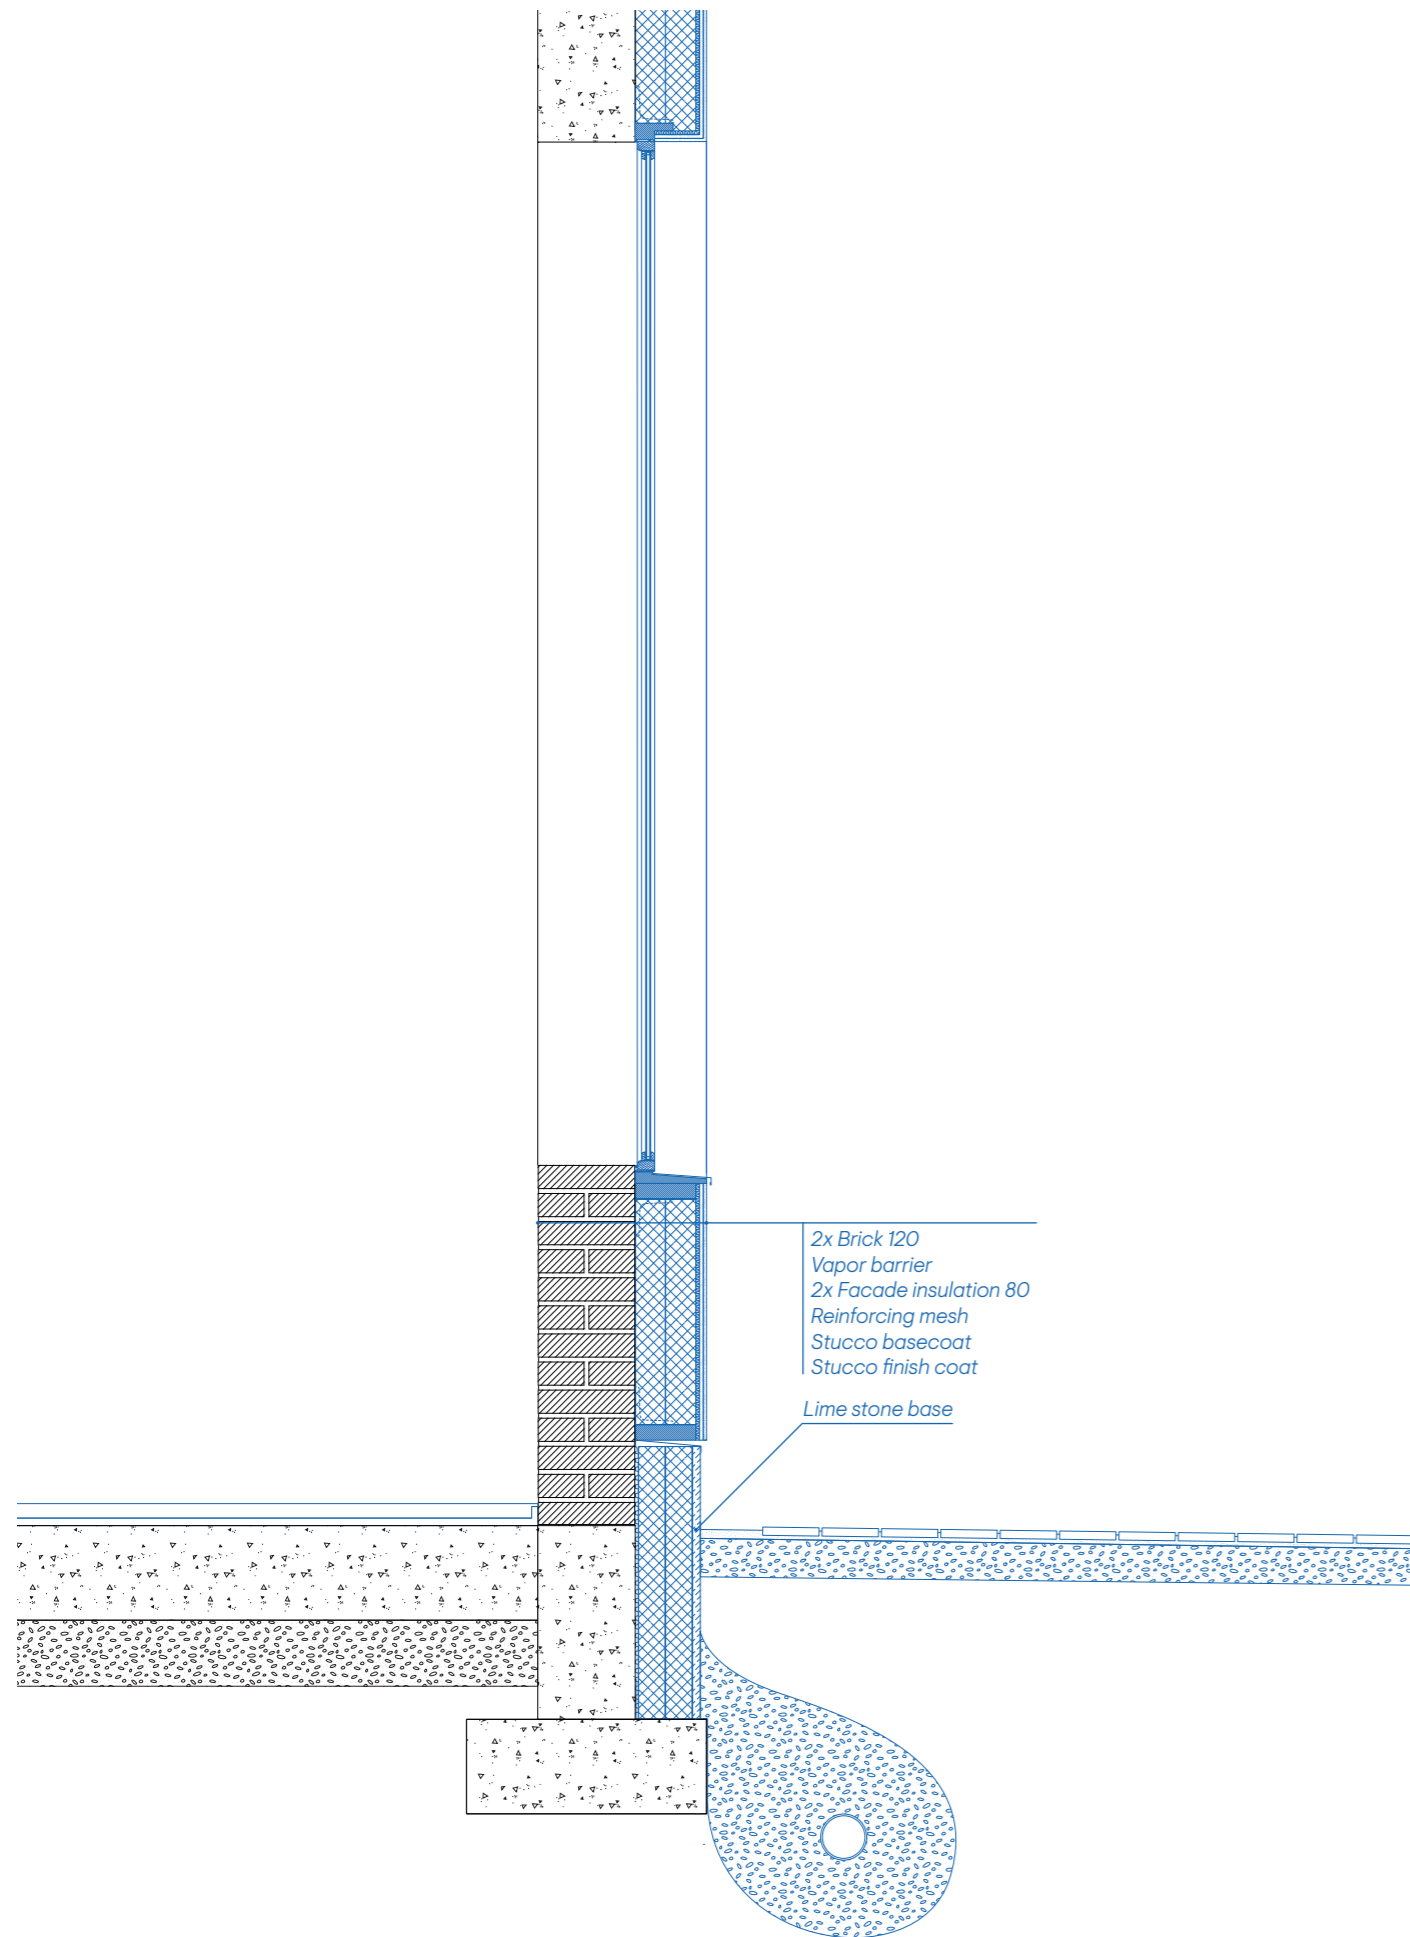 2x Brick 120
Vapor barrier
2x Facade insulation 80
Reinforcing mesh
Stucco basecoat
Stucco finish coat
Lime stone base